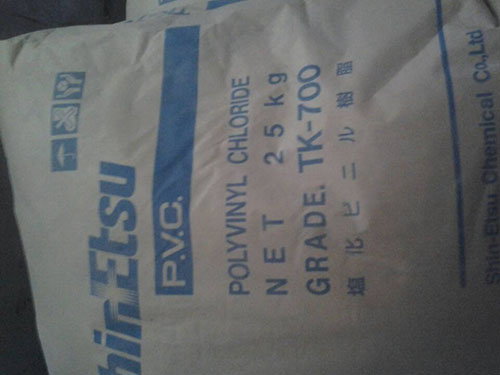 hinEtsu
P.V.C.
POLYVINYL CHLORIDE
NET 25kg
GRADE. TK-700
塩化ビニル樹脂
Shin-Etsu Chemical Co.,Ltd